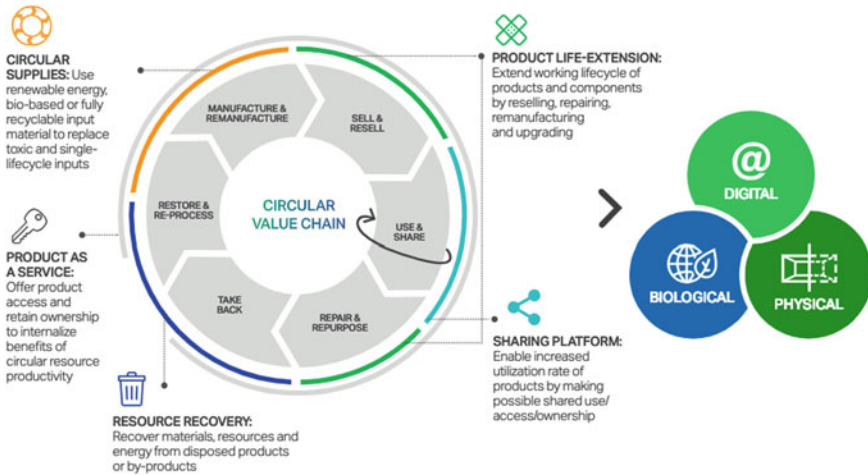 CIRCULAR
SUPPLIES: Use
renewable energy,
bio-based or fully
recyclable input
material to replace
toxic and single-
lifecycle inputs
PRODUCT AS
A SERVICE:
Offer product
access and
retain ownership
to internalize
benefits of
circular resource
productivity
RESOURCE RECOVERY:
Recover materials, resources and
energy from disposed products
or by-products
MANUFACTURE &
REMANUFACTURE
SELL &
RESELL
USE &
SHARE
REPAIR &
REPURPOSE
TAKE
BACK
RESTORE &
RE-PROCESS
CIRCULAR
VALUE CHAIN
PRODUCT LIFE-EXTENSION:
Extend working lifecycle of
products and components
by reselling, repairing,
remanufacturing
and upgrading
SHARING PLATFORM:
Enable increased
utilization rate of
products by making
possible shared use/
access/ownership
@
DIGITAL
BIOLOGICAL
PHYSICAL